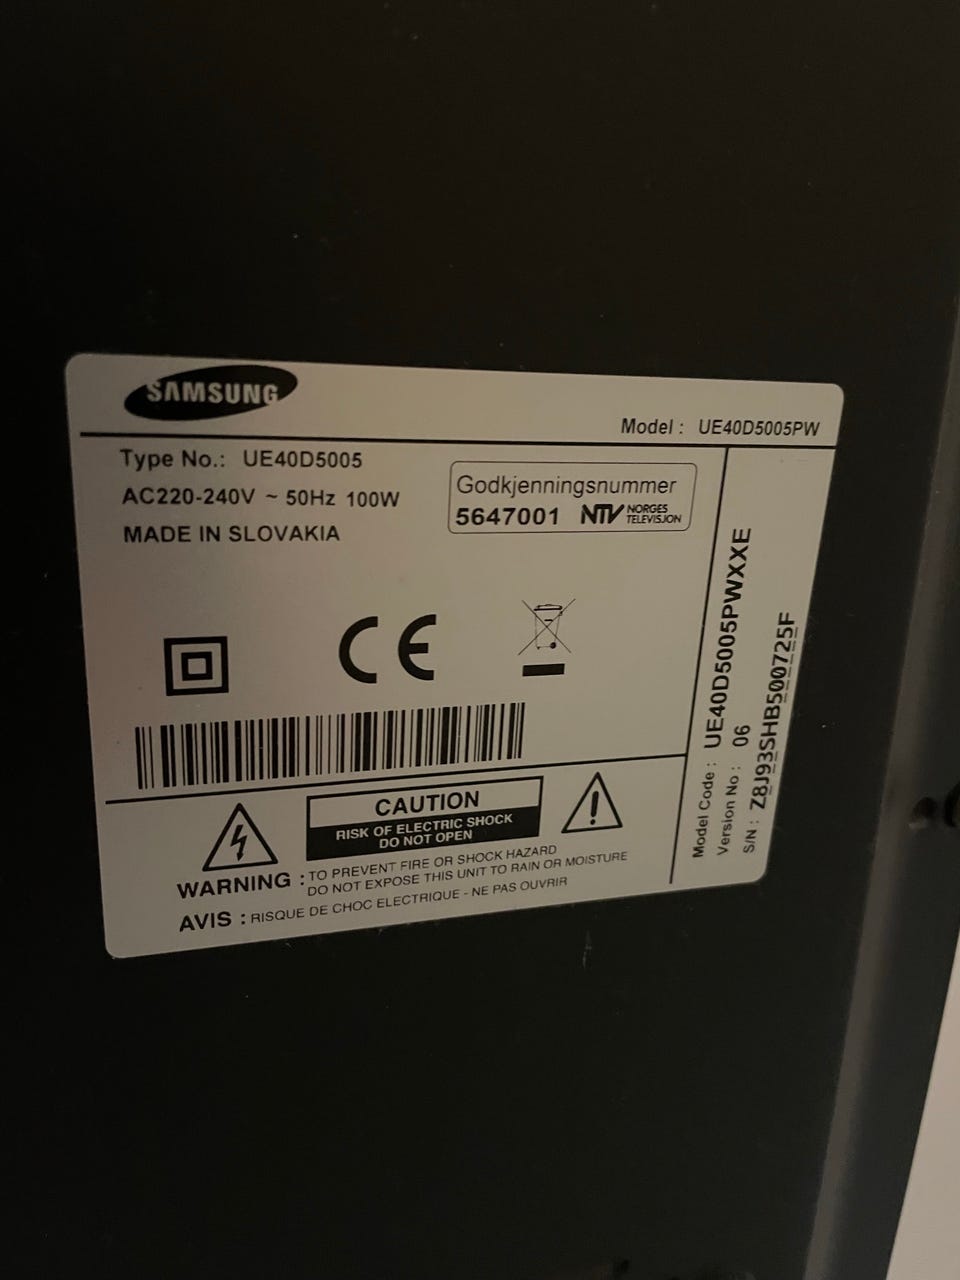 SAMSUNG
Model : UE40D5005PW
Type No.: UE40D5005
AC220-240V ~ 50Hz 100W
MADE IN SLOVAKIA
Godkjenningsnummer
5647001 NTV NORGES
TELEVISJON
CE
CAUTION
RISK OF ELECTRIC SHOCK
DO NOT OPEN
WARNING : TO PREVENT FIRE OR SHOCK HAZARD
DO NOT EXPOSE THIS UNIT TO RAIN OR MOISTURE
AVIS : RISQUE DE CHOC ELECTRIQUE - NE PAS OUVRIR
Model Code : UE40D5005PWXXE
Version No : 06
S/N : Z8J93SHB500725F